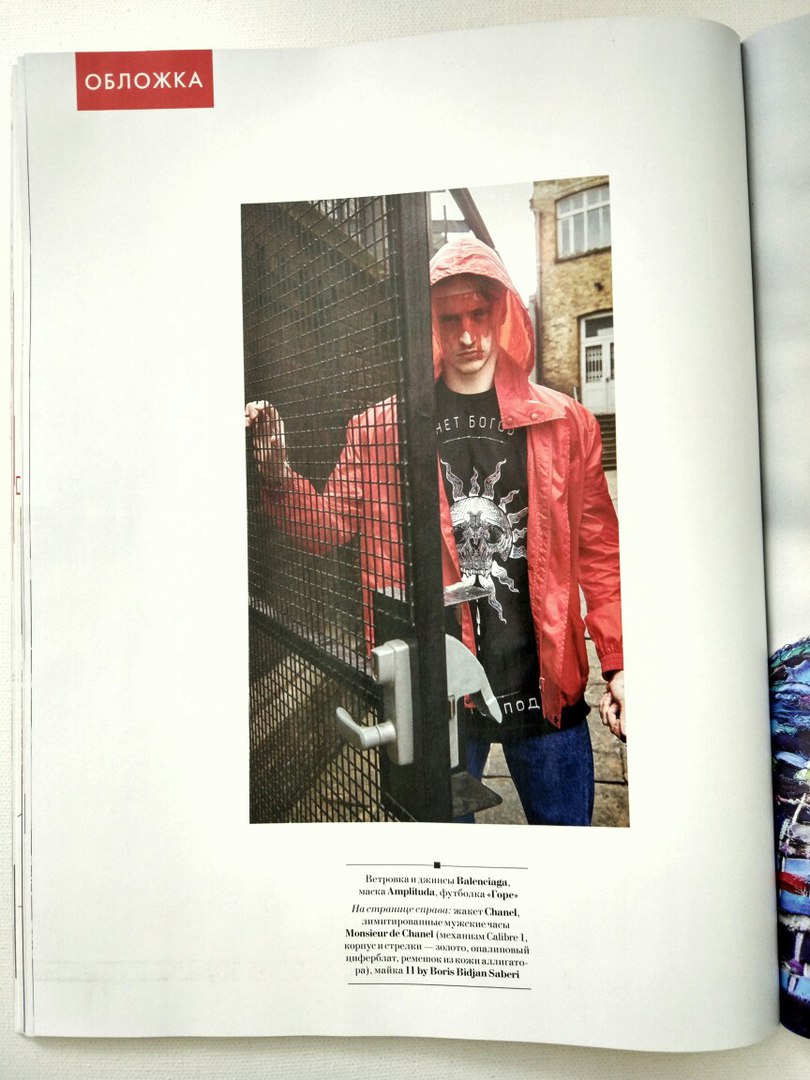 ОБЛОЖКА
НЕТ БОГОВ
ПОД
Ветровка и джинсы Balenciaga,
маска Amplituda, футболка «Горе»
На странице справа: жакет Chanel,
лимитированные мужские часы
Monsieur de Chanel (механизм Calibre 1,
корпус и стрелки — золото, опалиновый
циферблат, ремешок из кожи аллигато-
ра), майка 11 by Boris Bidjan Saberi